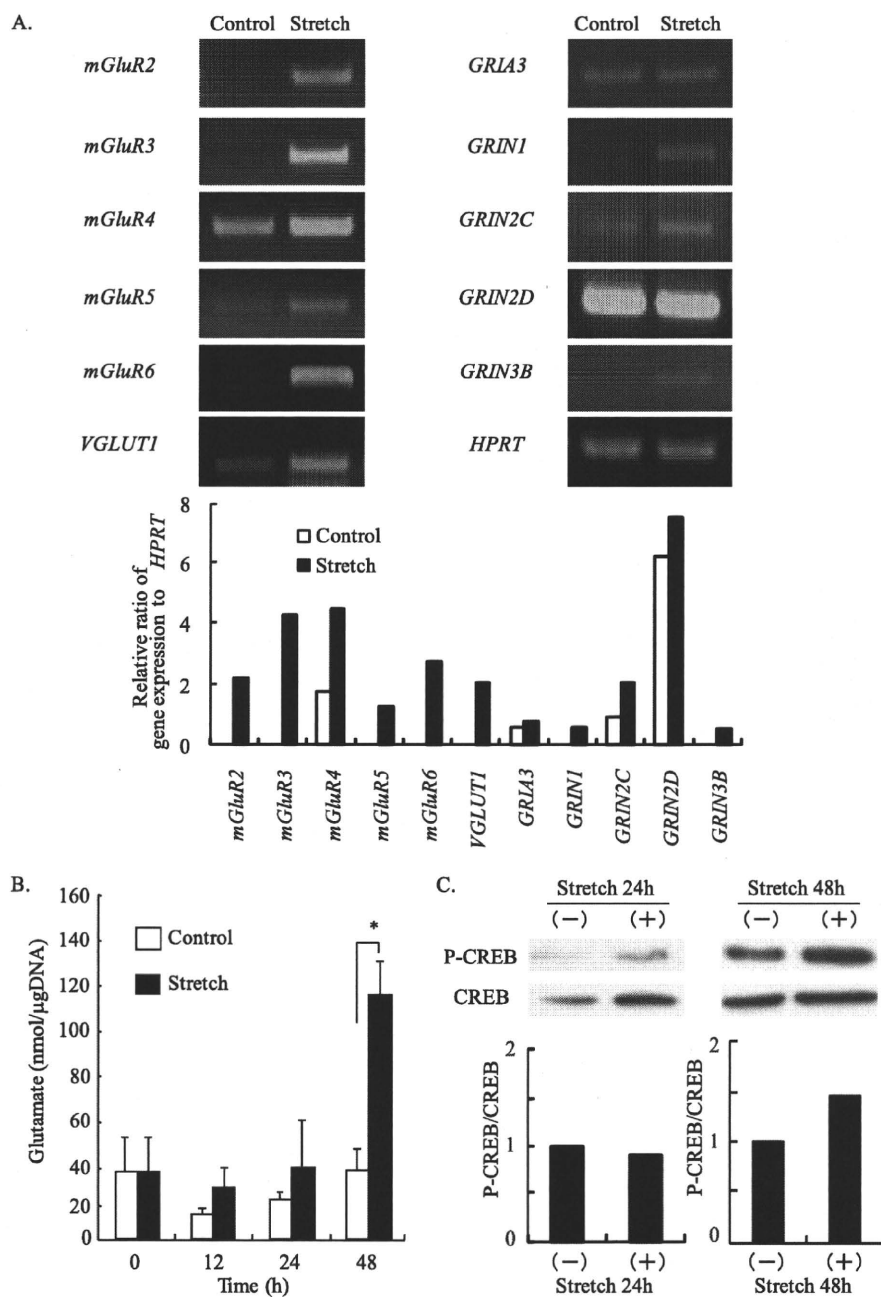 A.
Control Stretch
mGluR2
mGluR3
mGluR4
mGluR5
mGluR6
VGLUT1
Control Stretch
GRIA3
GRIN1
GRIN2C
GRIN2D
GRIN3B
HPRT
Relative ratio of
gene expression to HPRT
8
6
4
2
0
Control
Stretch
mGluR2
mGluR3
mGluR4
mGluR5
mGluR6
VGLUT1
GRIA3
GRIN1
GRIN2C
GRIN2D
GRIN3B
B.
Glutamate (nmol/μgDNA)
160
140
120
100
80
60
40
20
0
Control
Stretch
*
0 12 24 48
Time (h)
C.
Stretch 24h Stretch 48h
(−) (+) (−) (+)
P-CREB
CREB
P-CREB/CREB
2
1
0
(−) (+)
Stretch 24h
P-CREB/CREB
2
1
0
(−) (+)
Stretch 48h